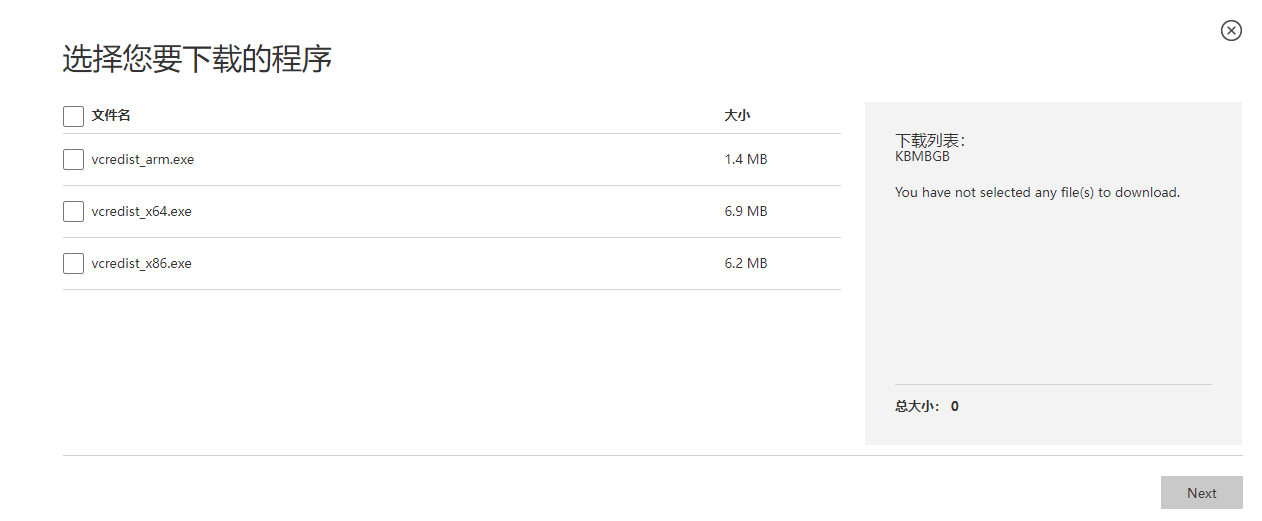 选择您要下载的程序
文件名 大小
vcredist_arm.exe 1.4 MB
vcredist_x64.exe 6.9 MB
vcredist_x86.exe 6.2 MB
下载列表：
KBMBGB
You have not selected any file(s) to download.
总大小： 0
Next